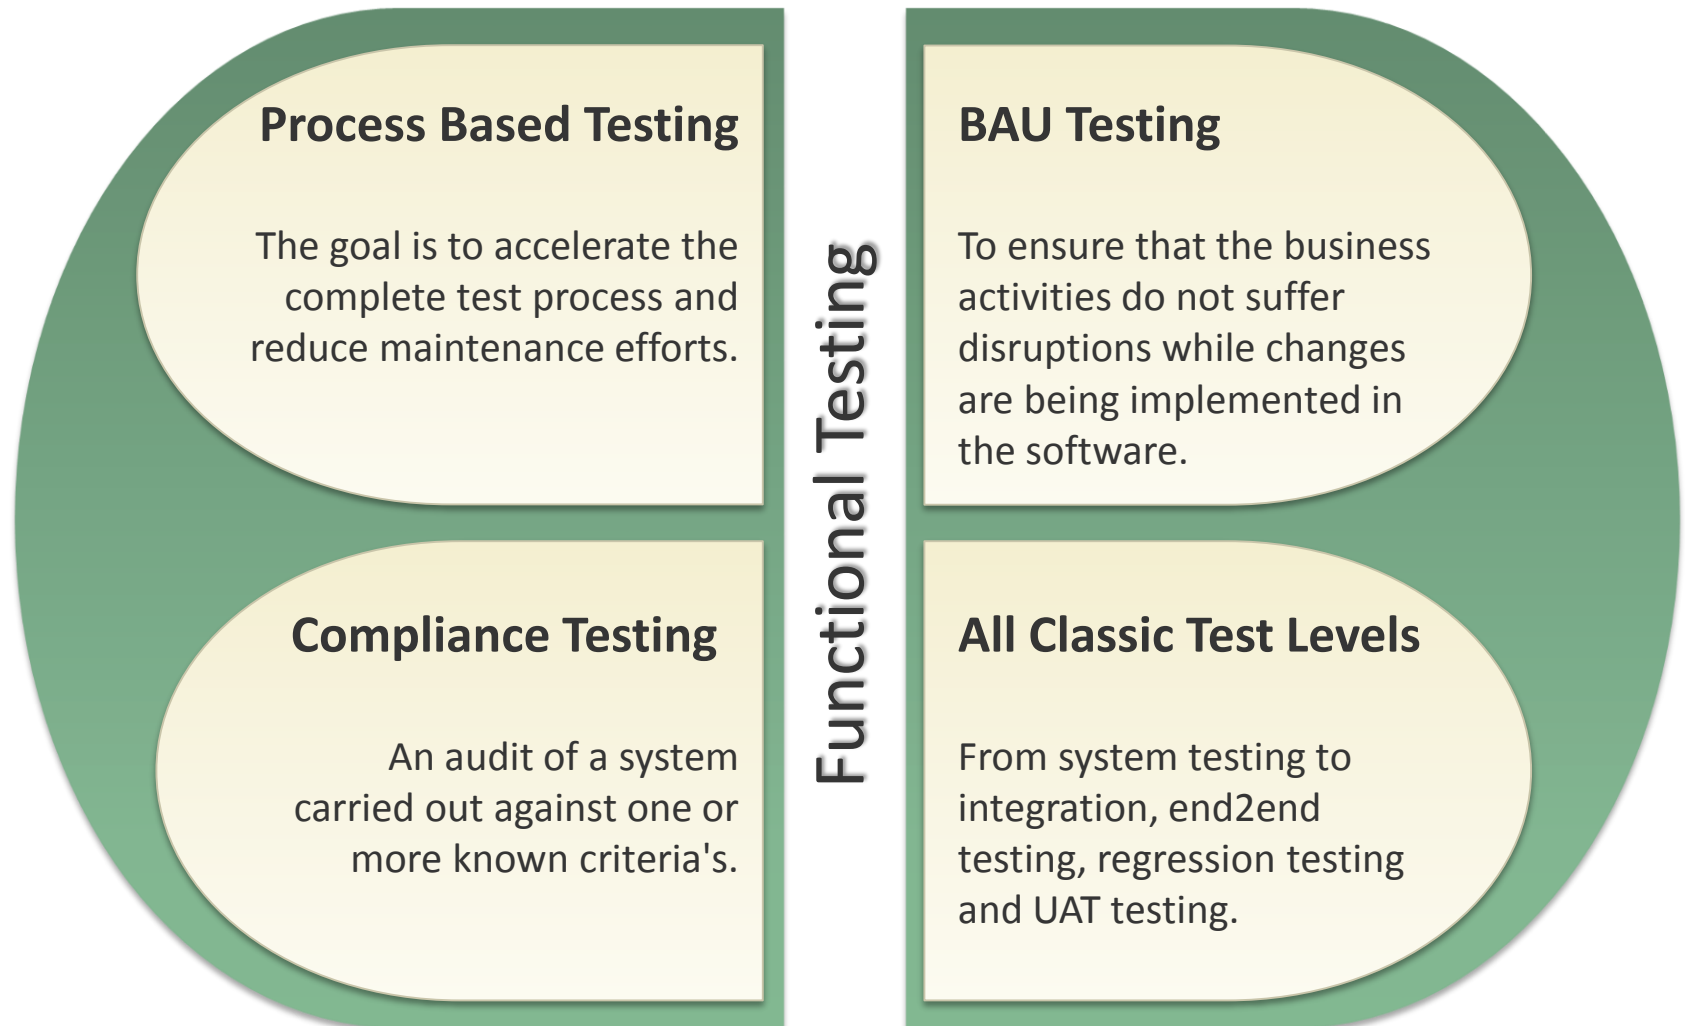 Process Based Testing
The goal is to accelerate the
complete test process and
reduce maintenance efforts.
Compliance Testing
An audit of a system
carried out against one or
more known criteria's.
Functional Testing
BAU Testing
To ensure that the business
activities do not suffer
disruptions while changes
are being implemented in
the software.
All Classic Test Levels
From system testing to
integration, end2end
testing, regression testing
and UAT testing.